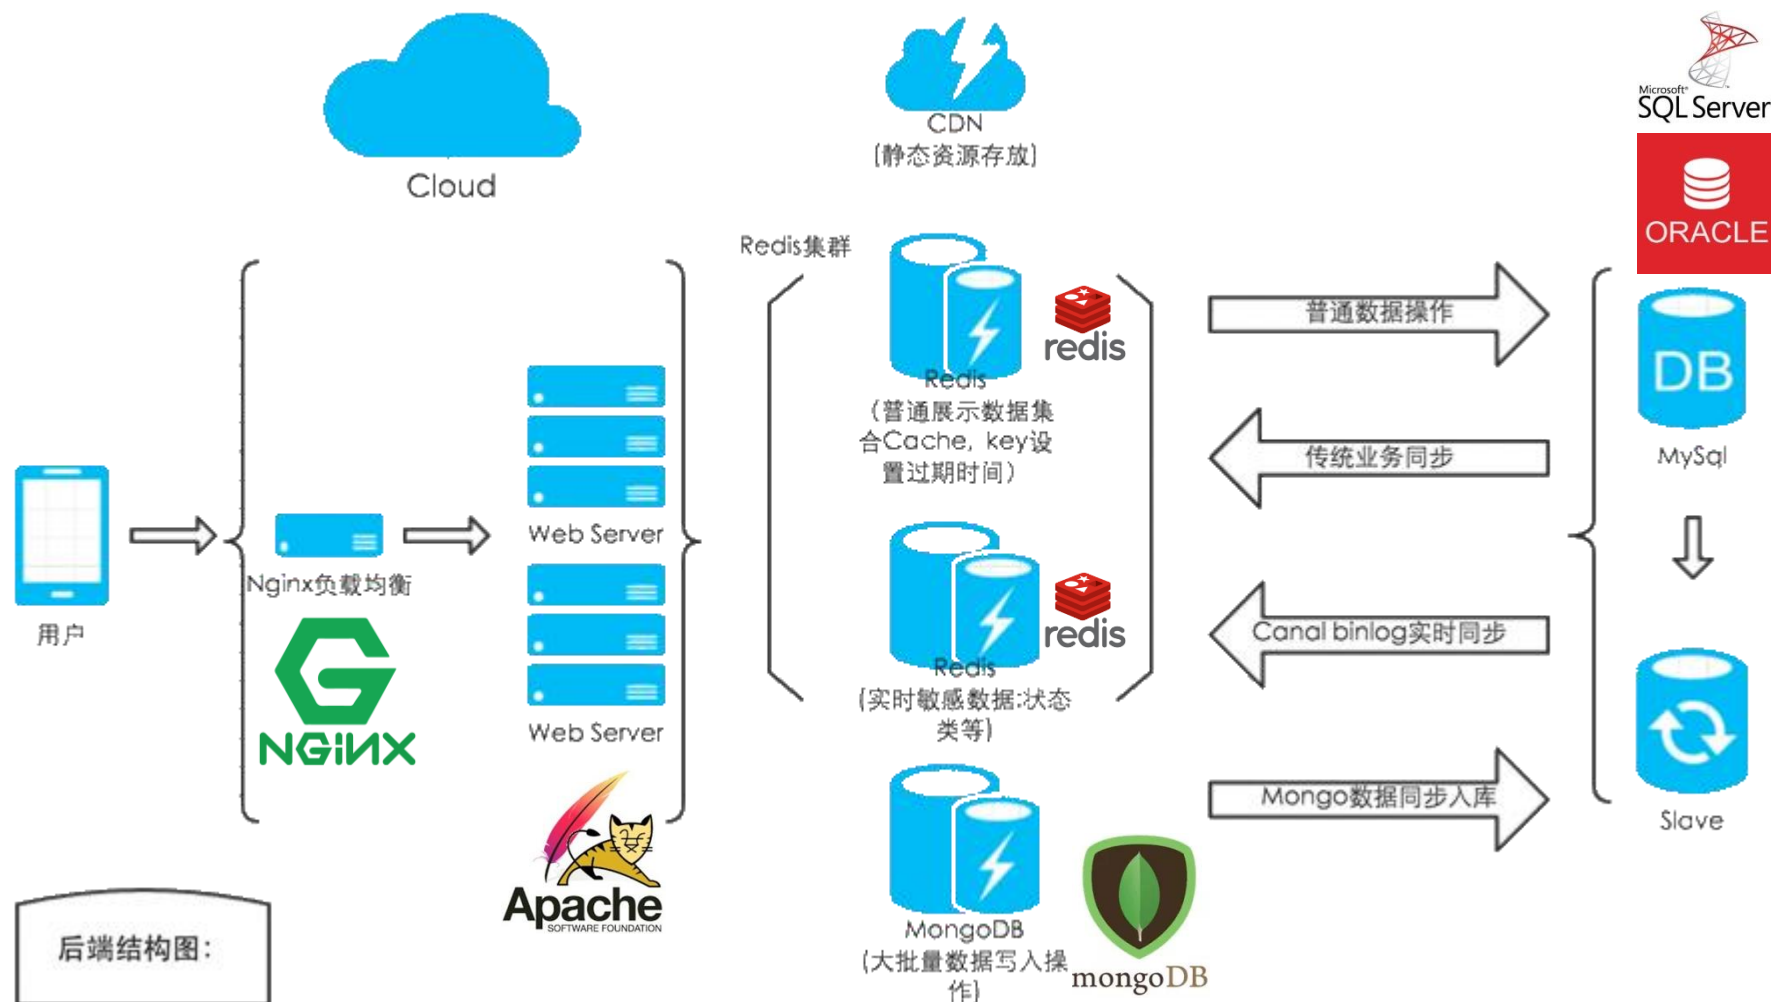 Cloud
CDN
(静态资源存放)
Microsoft®
SQL Server
ORACLE
Redis集群
redis
Redis
(普通展示数据集
合Cache, key设
置过期时间)
普通数据操作
DB
MySql
传统业务同步
Web Server
Nginx负载均衡
用户
NGiNX
redis
Redis
(实时敏感数据:状态
类等)
Canal binlog实时同步
Web Server
Mongo数据同步入库
Slave
Apache
SOFTWARE FOUNDATION
MongoDB
(大批量数据写入操
作)
mongoDB
后端结构图: